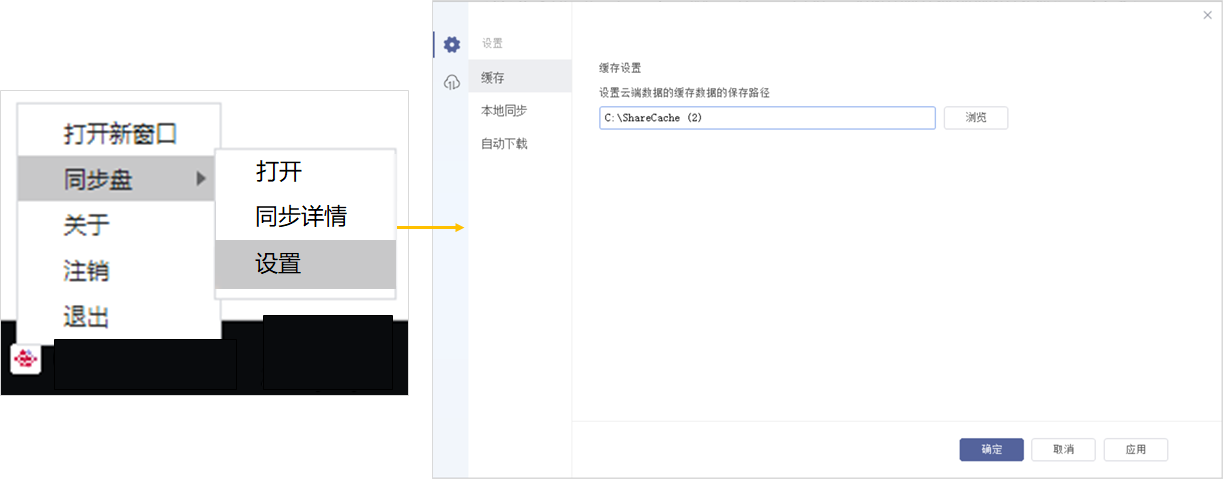 打开新窗口
同步盘
关于
注销
退出
打开
同步详情
设置
设置
缓存
本地同步
自动下载
缓存设置
设置云端数据的缓存数据的保存路径
C:\ShareCache (2)
浏览
确定
取消
应用